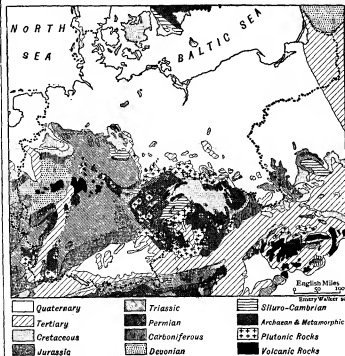 NORTH
SEA
BALTIC SEA
English Miles
0 50 100
Emery Walker sc.
Quaternary
Tertiary
Cretaceous
Jurassic
Triassic
Permian
Carboniferous
Devonian
Siluro-Cambrian
Archaean & Metamorphic
Plutonic Rocks
Volcanic Rocks